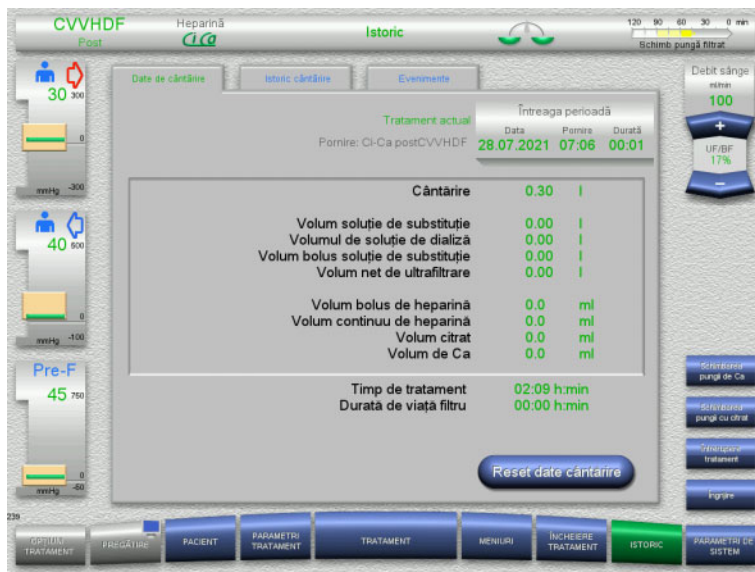 CVVHDF
Post
Heparină
CiCa
Istoric
120 90 60 30 0 min
Schimb pungă filtrat
30 300
0
mmHg -300
40 500
0
mmHg -100
Pre-F
45 750
0
mmHg -50
Date de cântărire
Istoric cântărire
Evenimente
Tratament actual
Pornire: Ci-Ca postCVVHDF
Întreaga perioadă
Data Pornire Durată
28.07.2021 07:06 00:01
Cântărire 0.30 l
Volum soluție de substituție 0.00 l
Volumul de soluție de dializă 0.00 l
Volum bolus soluție de substituție 0.00 l
Volum net de ultrafiltrare 0.00 l
Volum bolus de heparină 0.0 ml
Volum continuu de heparină 0.0 ml
Volum citrat 0.0 ml
Volum de Ca 0.0 ml
Timp de tratament 02:09 h:min
Durată de viață filtru 00:00 h:min
Reset date cântărire
Debit sânge
ml/min
100
+
UF/BF
17%
−
Schimbarea
pungii de Ca
Schimbarea
pungii cu citrat
Întrerupere
tratament
Îngrijire
OPȚIUNI
TRATAMENT
PREGĂTIRE
PACIENT
PARAMETRI
TRATAMENT
TRATAMENT
MENIURI
ÎNCHEIERE
TRATAMENT
ISTORIC
PARAMETRI DE
SISTEM